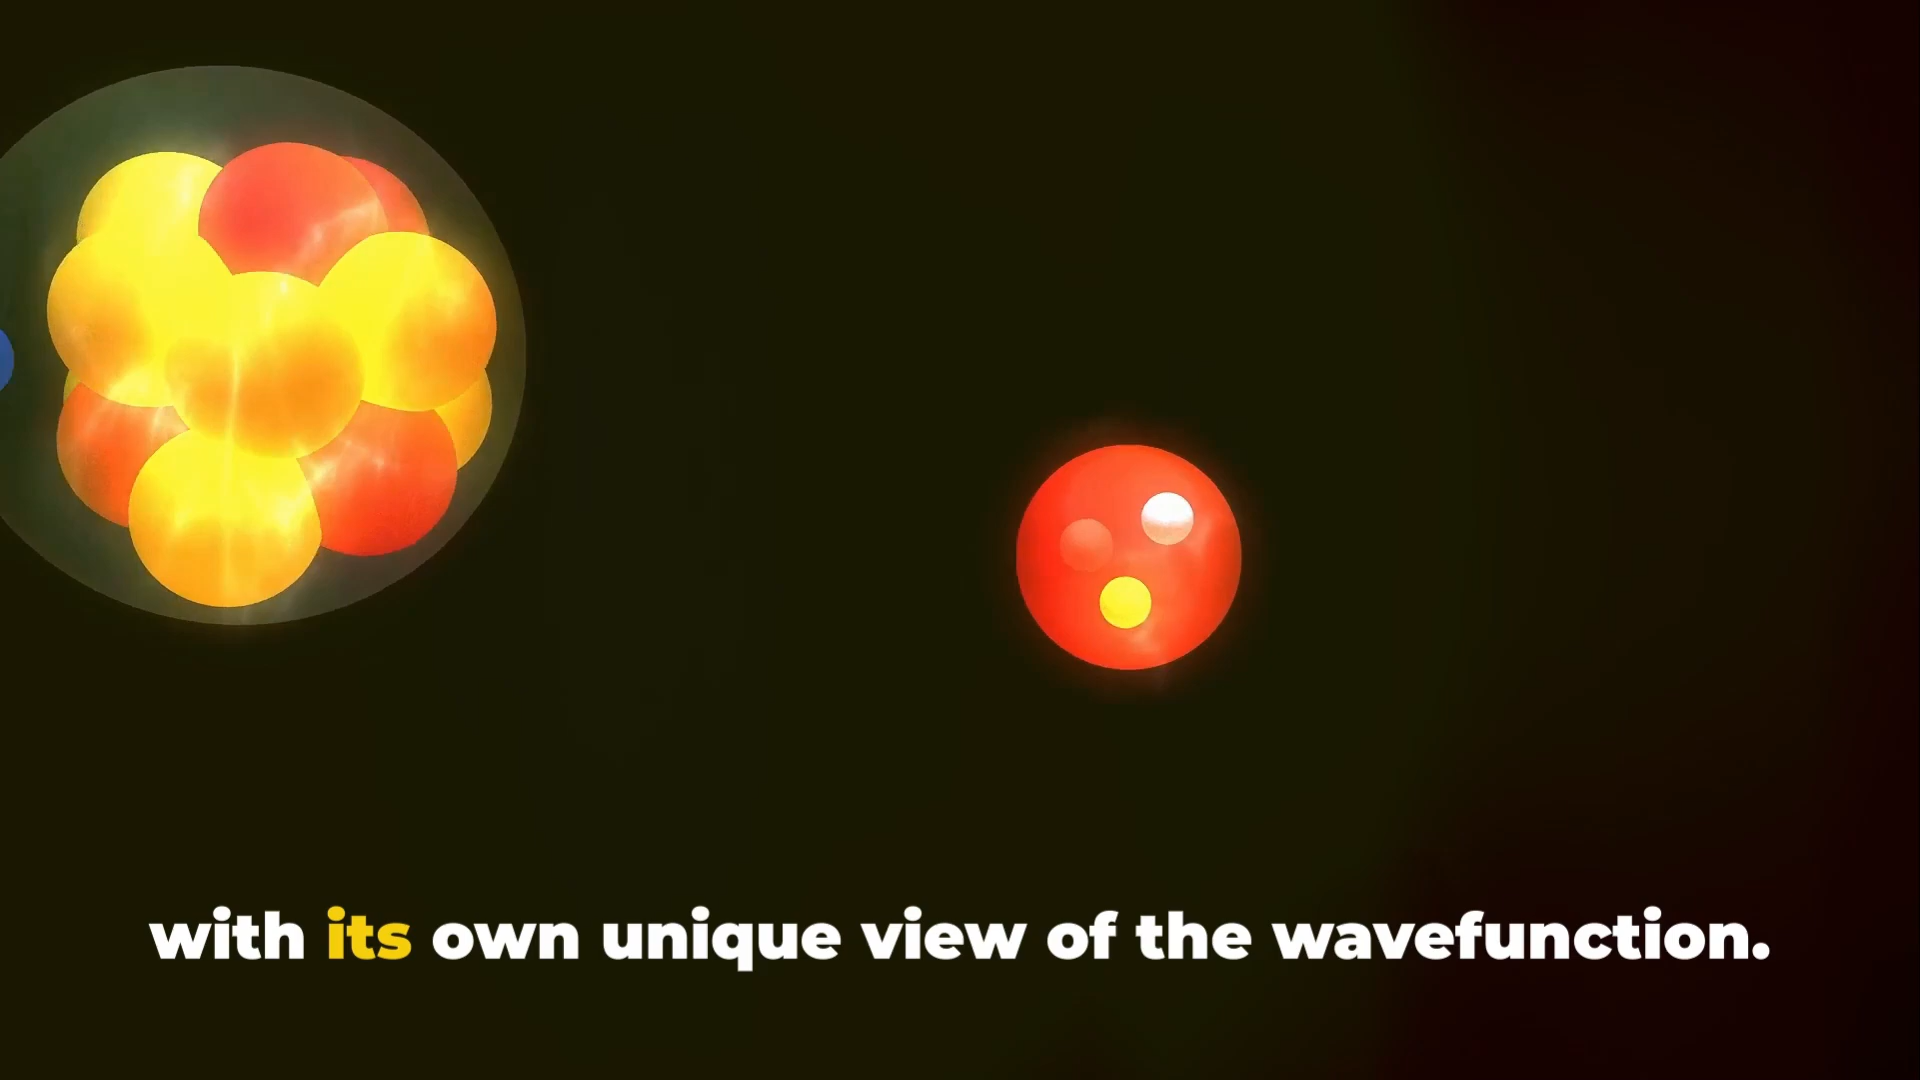 with its own unique view of the wavefunction.